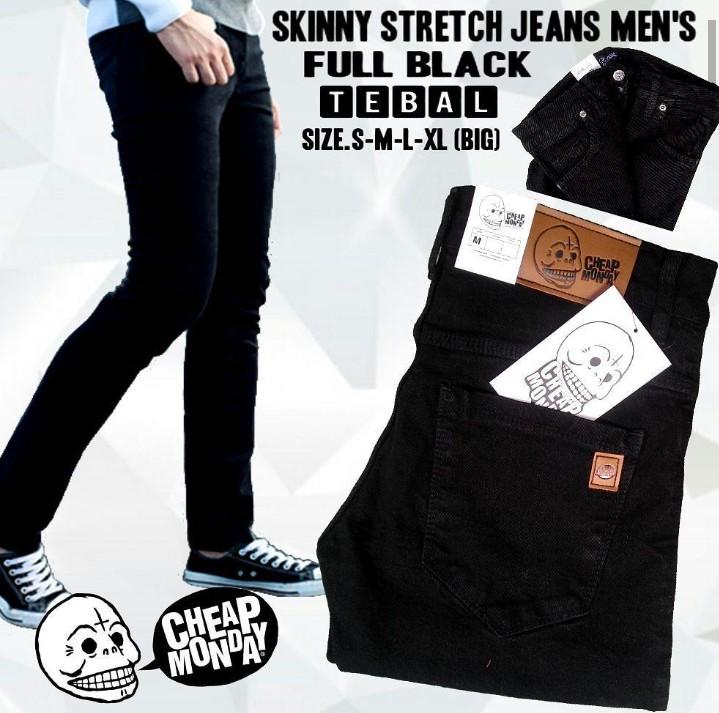 SKINNY STRETCH JEANS MEN'S
FULL BLACK
TEBAL
SIZE.S-M-L-XL (BIG)
CHEAP
MONDAY
M
CHEAP
MONDAY
CHEAP
MONDAY
CHEAP
MONDAY®